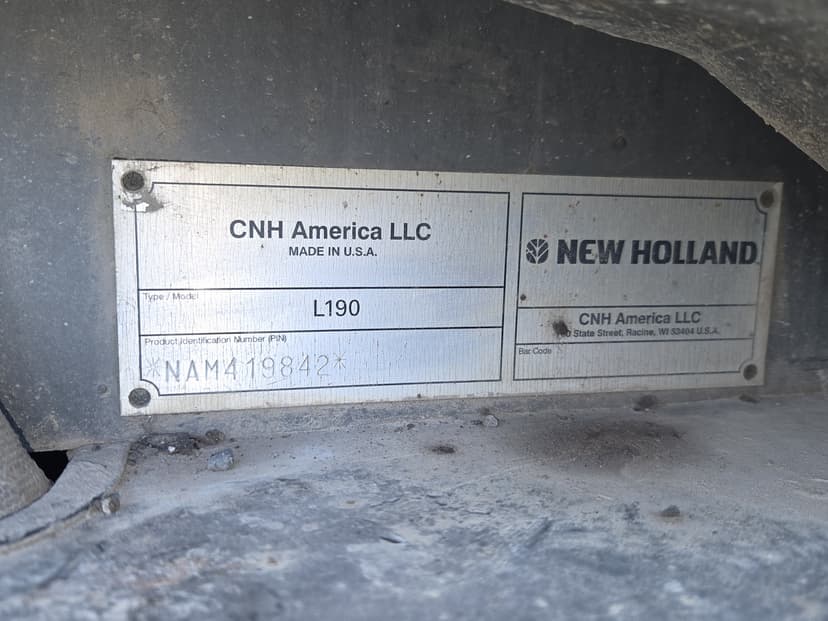 CNH America LLC
MADE IN U.S.A.
Type / Model
L190
Product Identification Number (PIN)
*NAM419842*
NEW HOLLAND
CNH America LLC
State Street, Racine, WI 53404 U.S.A.
Bar Code